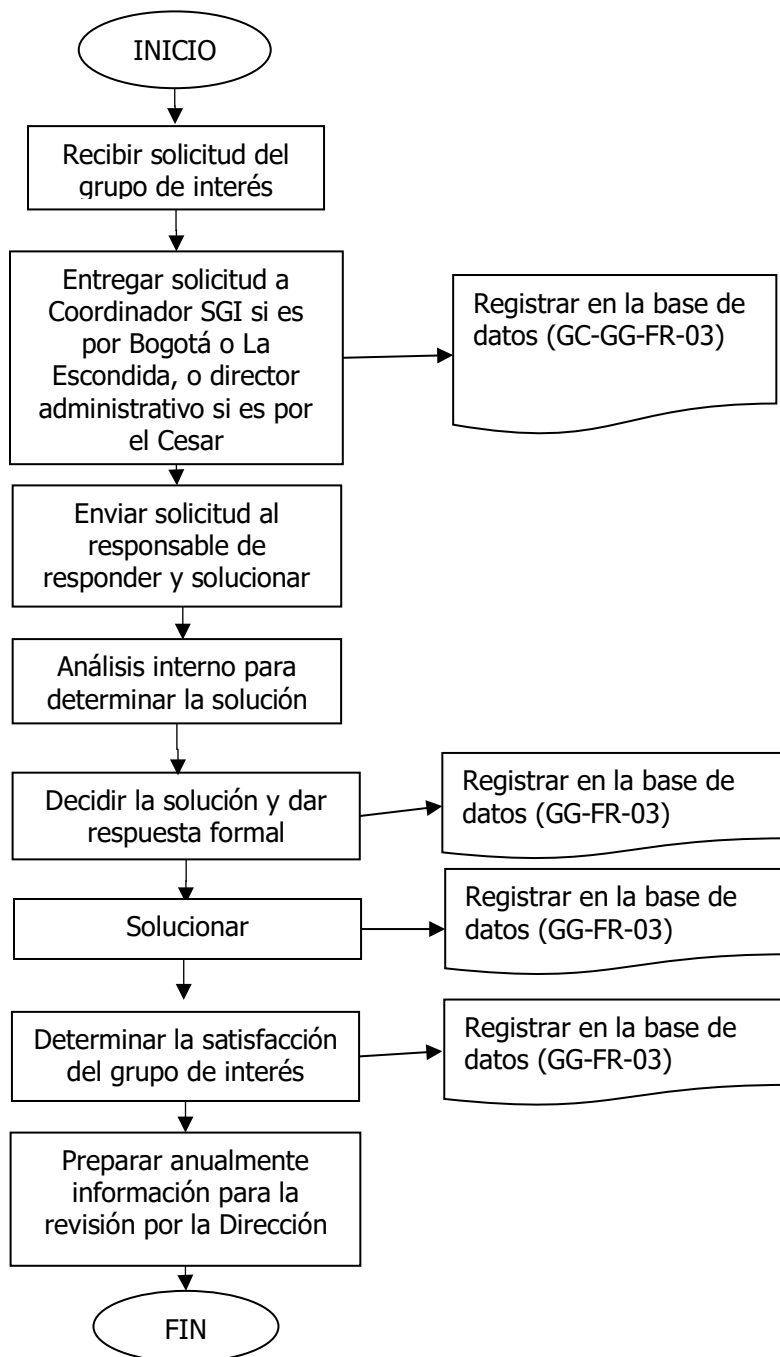 INICIO
Recibir solicitud del
grupo de interés
Entregar solicitud a
Coordinador SGI si es
por Bogotá o La
Escondida, o director
administrativo si es por
el Cesar
Registrar en la base de
datos (GC-GG-FR-03)
Enviar solicitud al
responsable de
responder y solucionar
Análisis interno para
determinar la solución
Decidir la solución y dar
respuesta formal
Registrar en la base de
datos (GG-FR-03)
Solucionar
Registrar en la base de
datos (GG-FR-03)
Determinar la satisfacción
del grupo de interés
Registrar en la base de
datos (GG-FR-03)
Preparar anualmente
información para la
revisión por la Dirección
FIN